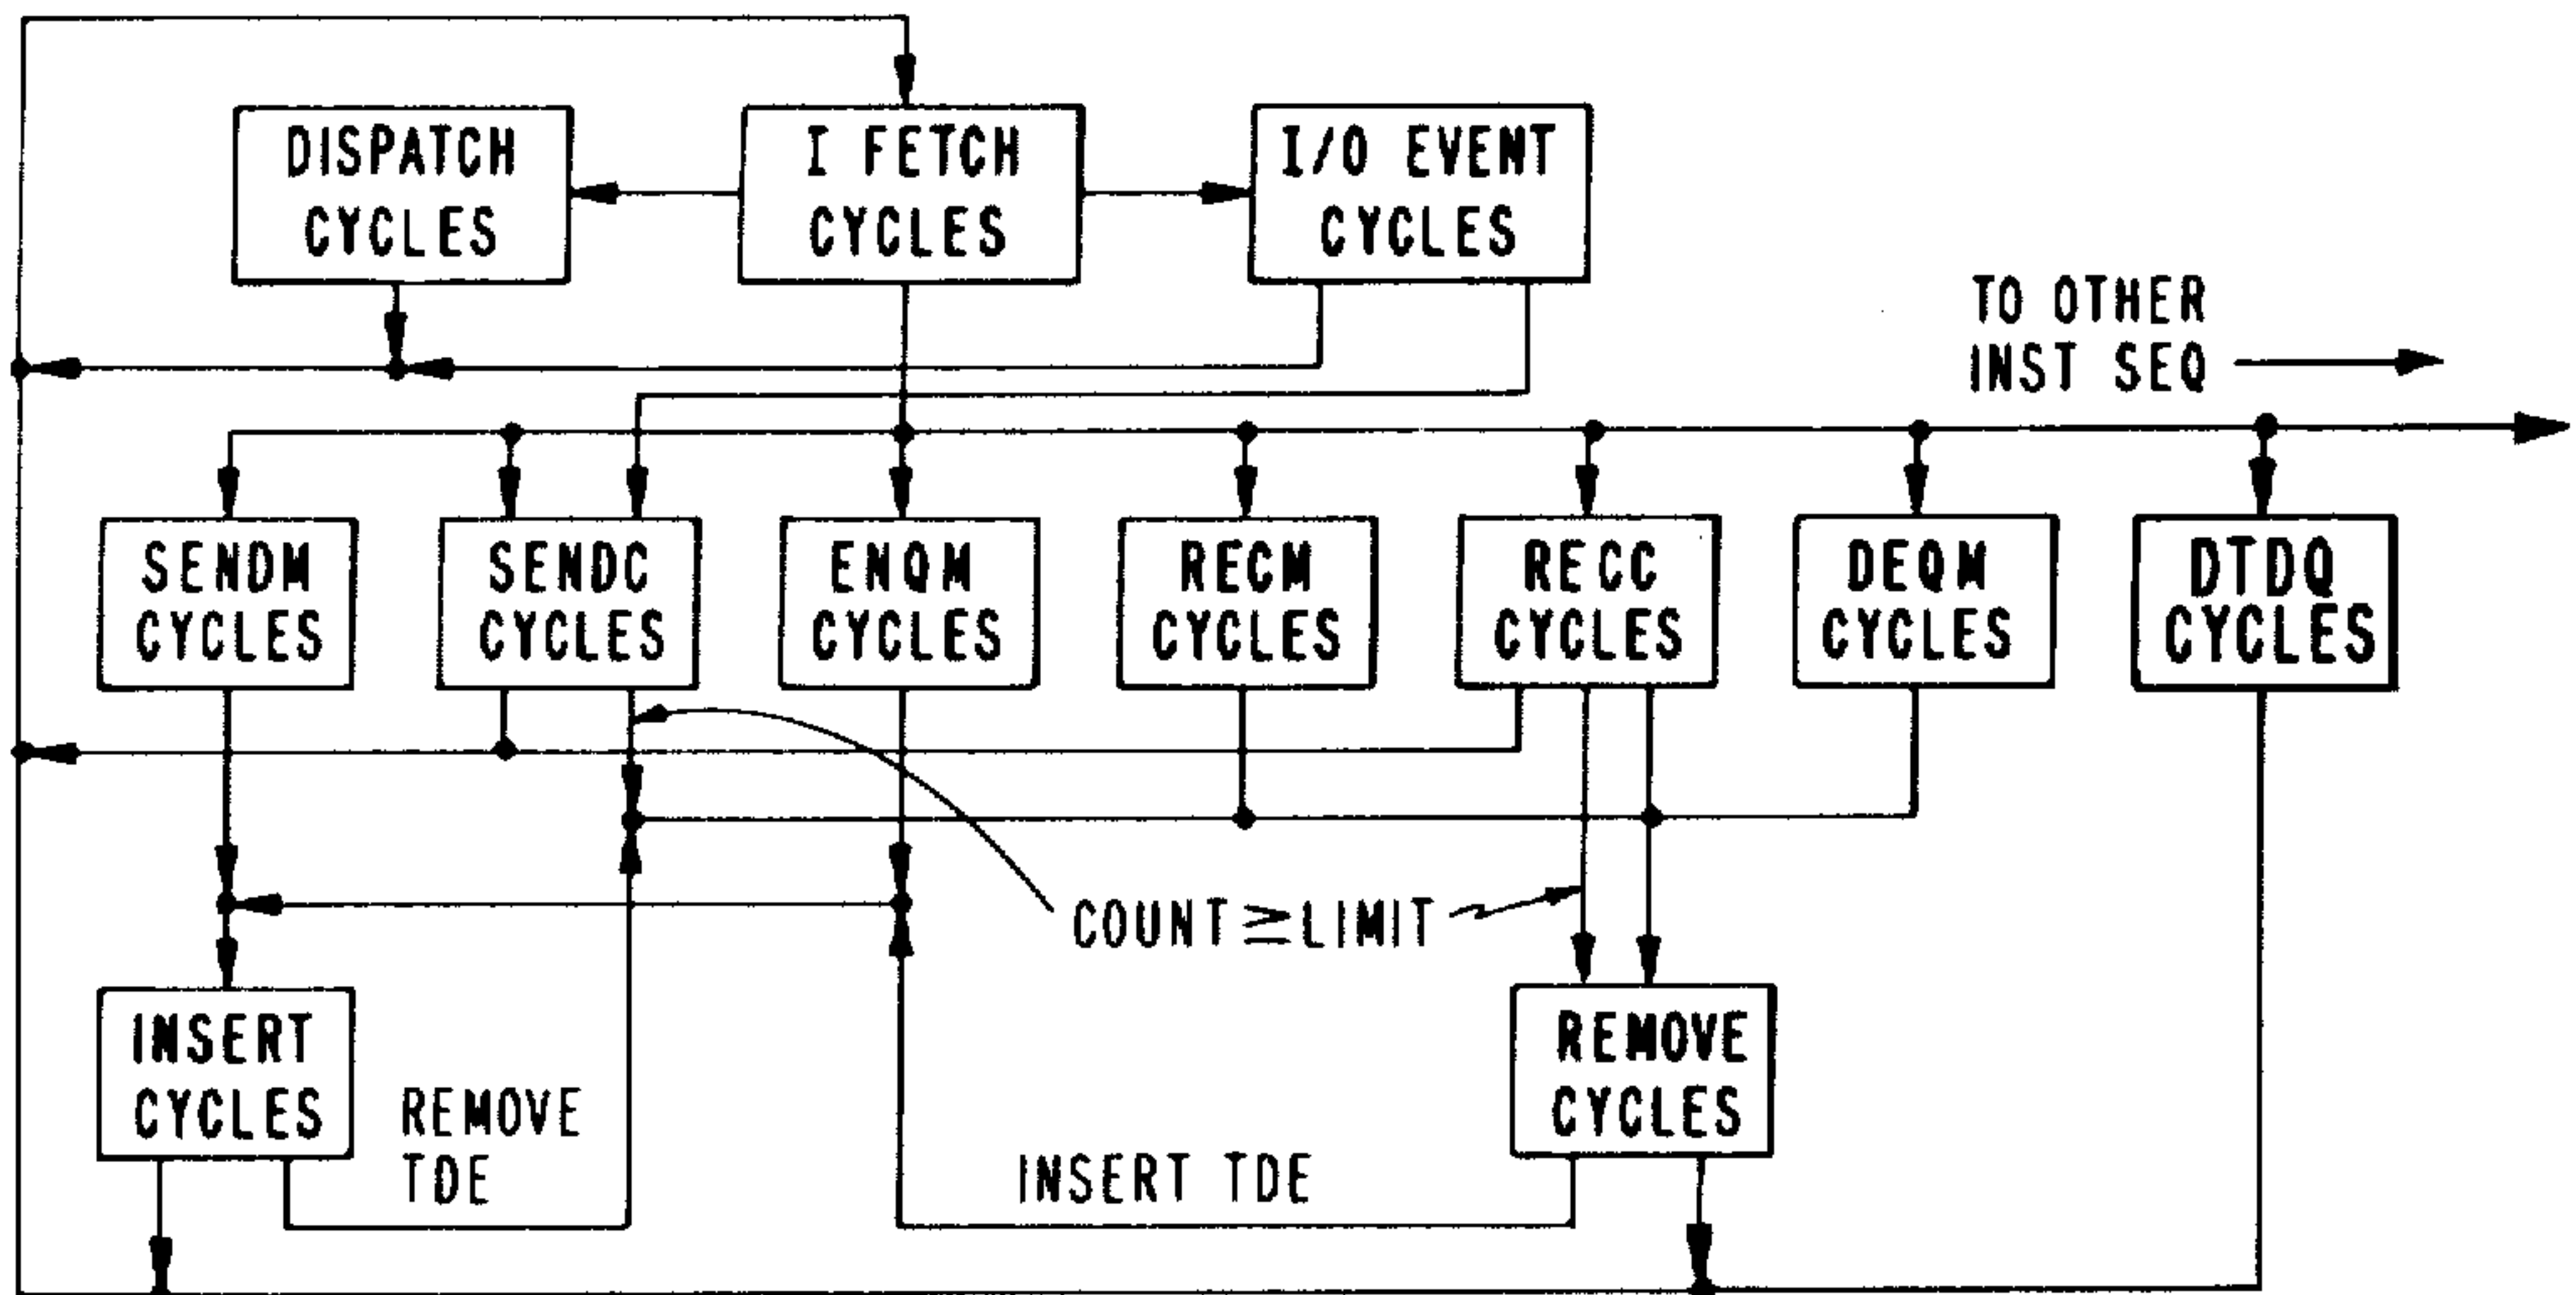 DISPATCH
CYCLES
I FETCH
CYCLES
I/O EVENT
CYCLES
TO OTHER
INST SEQ
SENDM
CYCLES
SENDC
CYCLES
ENQM
CYCLES
RECM
CYCLES
RECC
CYCLES
DEQM
CYCLES
DTDQ
CYCLES
COUNT ≧ LIMIT
INSERT
CYCLES
REMOVE
TDE
INSERT TDE
REMOVE
CYCLES